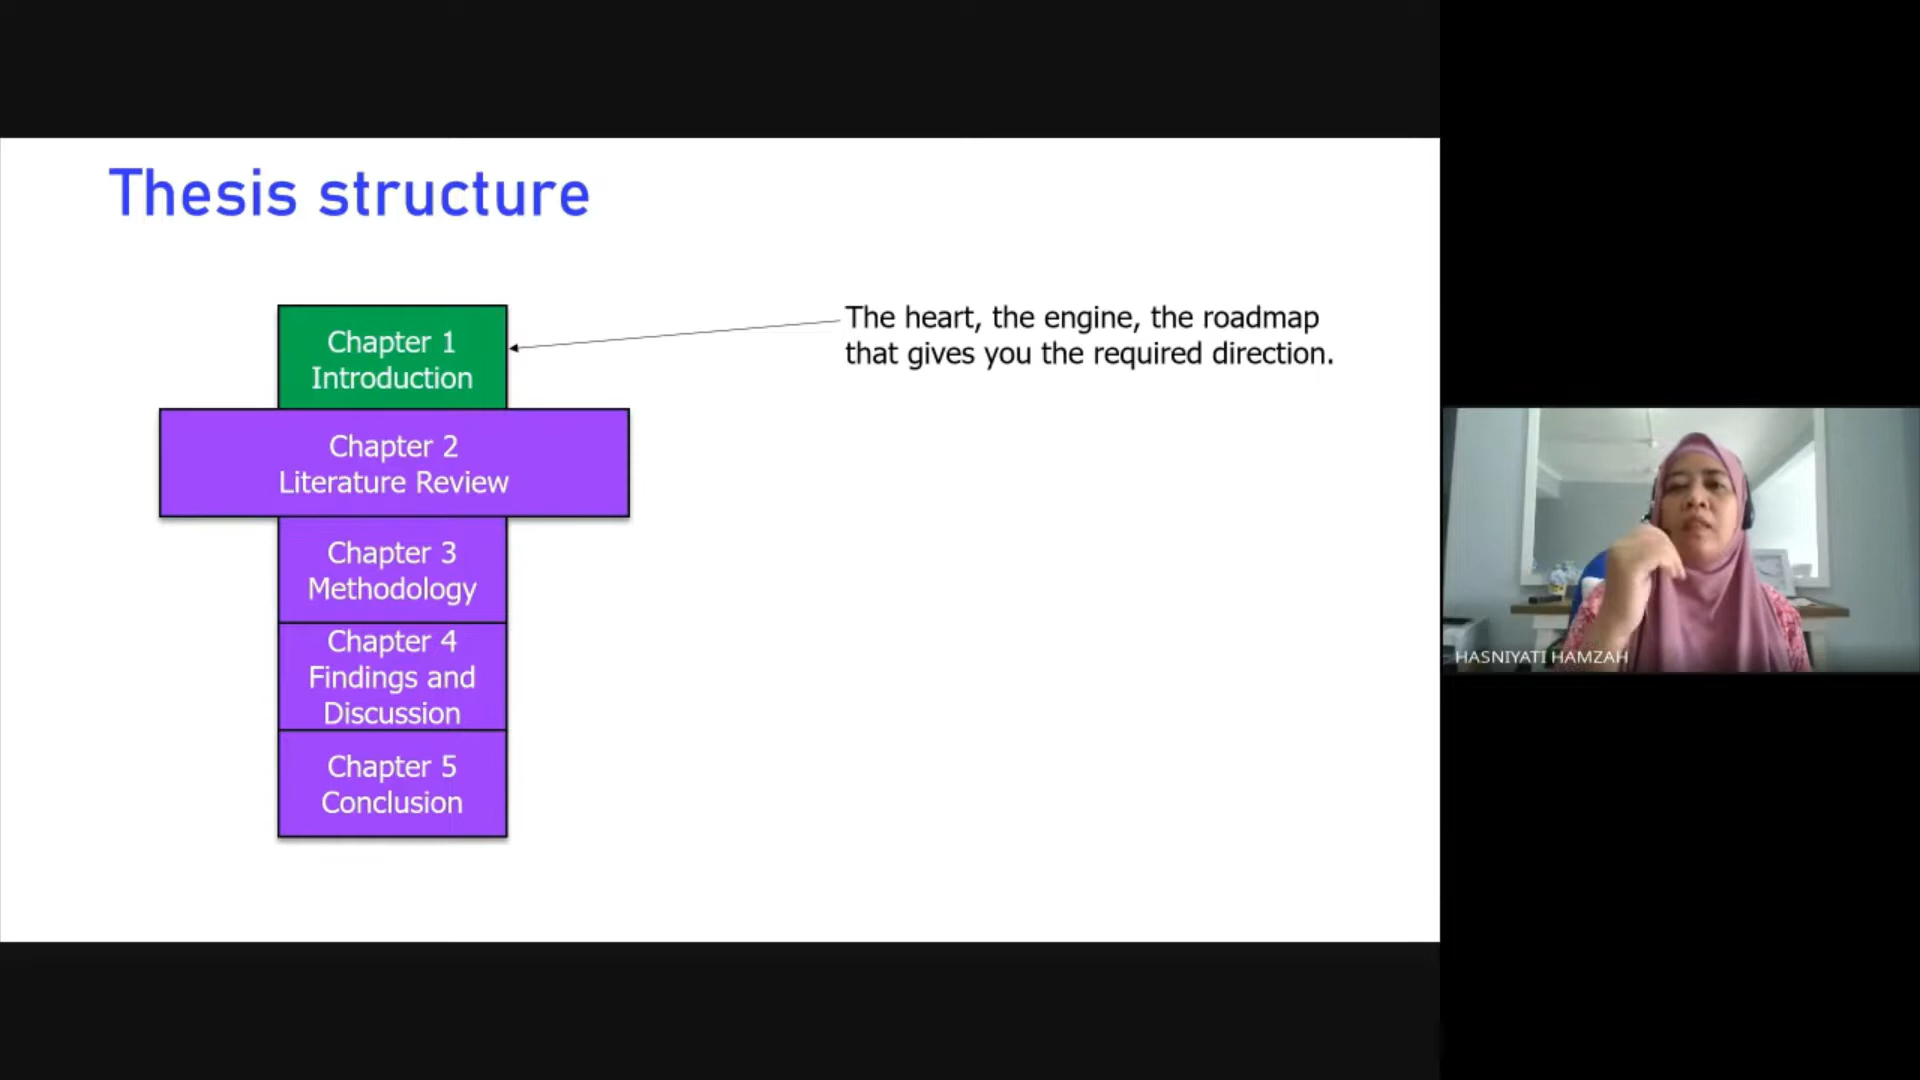 Thesis structure
Chapter 1
Introduction
The heart, the engine, the roadmap
that gives you the required direction.
Chapter 2
Literature Review
Chapter 3
Methodology
Chapter 4
Findings and
Discussion
Chapter 5
Conclusion
HASNIYATI HAMZAH